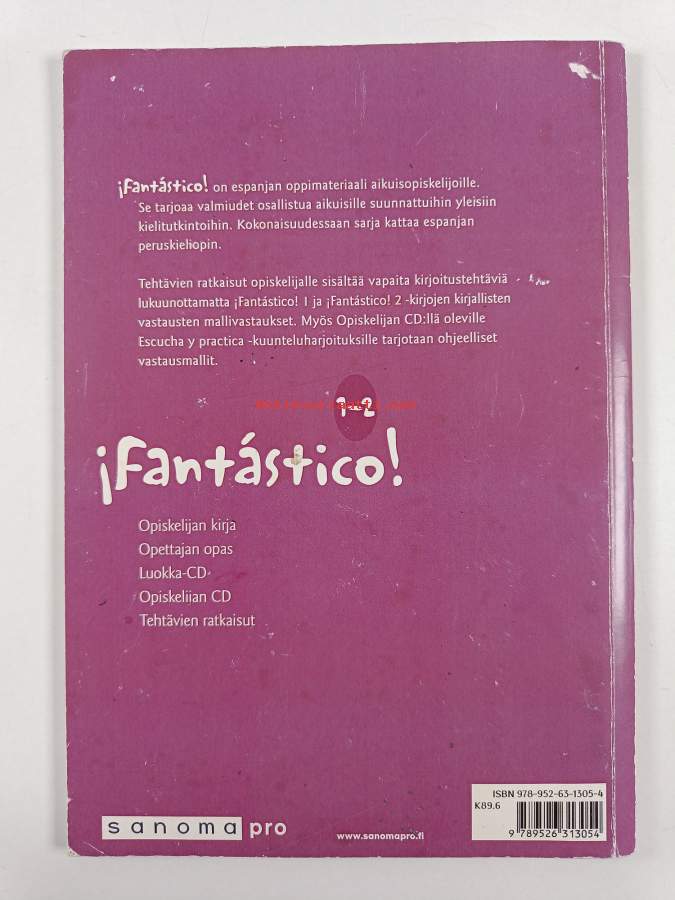 ¡Fantástico! on espanjan oppimateriaali aikuisopiskelijoille.
Se tarjoaa valmiudet osallistua aikuisille suunnattuihin yleisiin
kielitutkintoihin. Kokonaisuudessaan sarja kattaa espanjan
peruskieliopin.
Tehtävien ratkaisut opiskelijalle sisältää vapaita kirjoitustehtäviä
lukuunottamatta ¡Fantástico! 1 ja ¡Fantástico! 2 -kirjojen kirjallisten
vastausten mallivastaukset. Myös Opiskelijan CD:llä oleville
Escucha y practica -kuunteluharjoituksille tarjotaan ohjeelliset
vastausmallit.
1-2
¡Fantástico!
Opiskelijan kirja
Opettajan opas
Luokka-CD
Opiskelijan CD
Tehtävien ratkaisut
ISBN 978-952-63-1305-4
K89.6
9 789526 313054
sanoma pro
www.sanomapro.fi